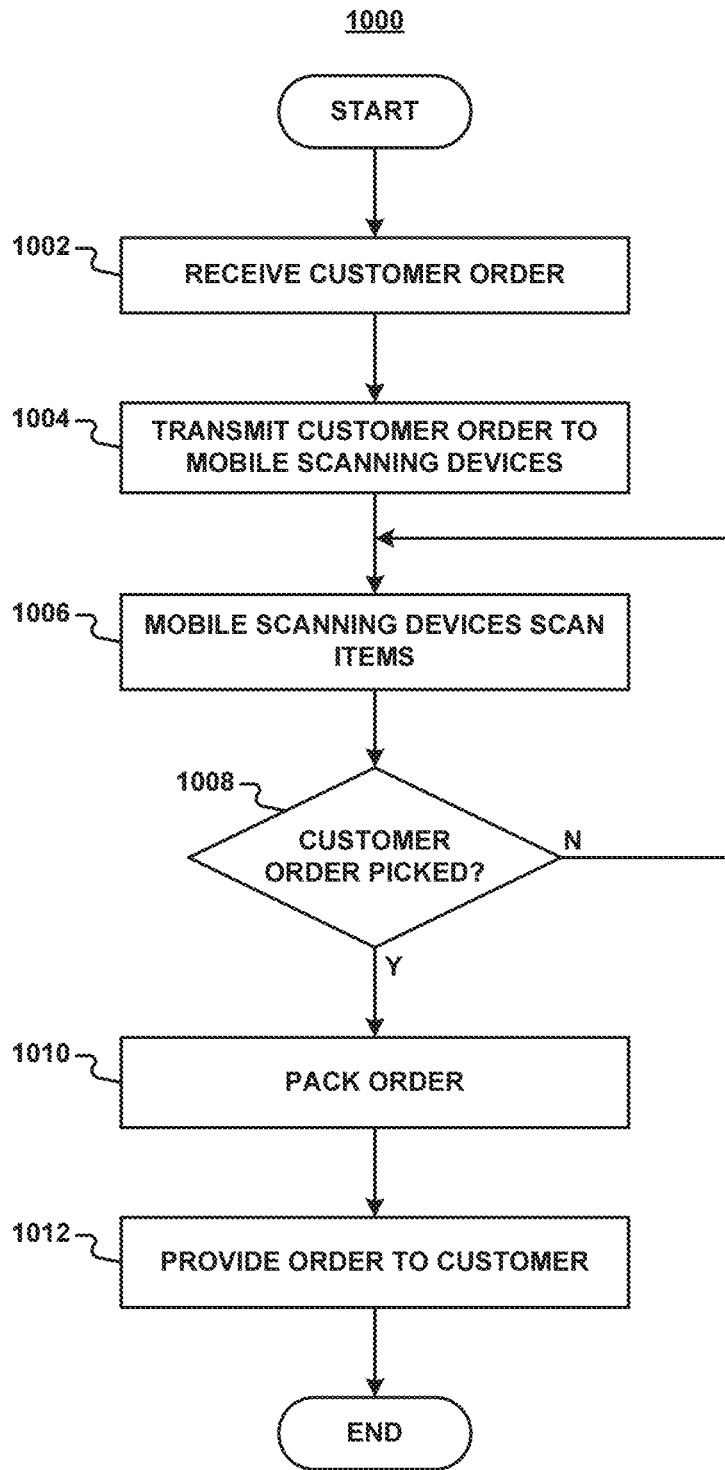 1000
START
1002
RECEIVE CUSTOMER ORDER
1004
TRANSMIT CUSTOMER ORDER TO
MOBILE SCANNING DEVICES
1006
MOBILE SCANNING DEVICES SCAN
ITEMS
1008
CUSTOMER
ORDER PICKED?
N
Y
1010
PACK ORDER
1012
PROVIDE ORDER TO CUSTOMER
END